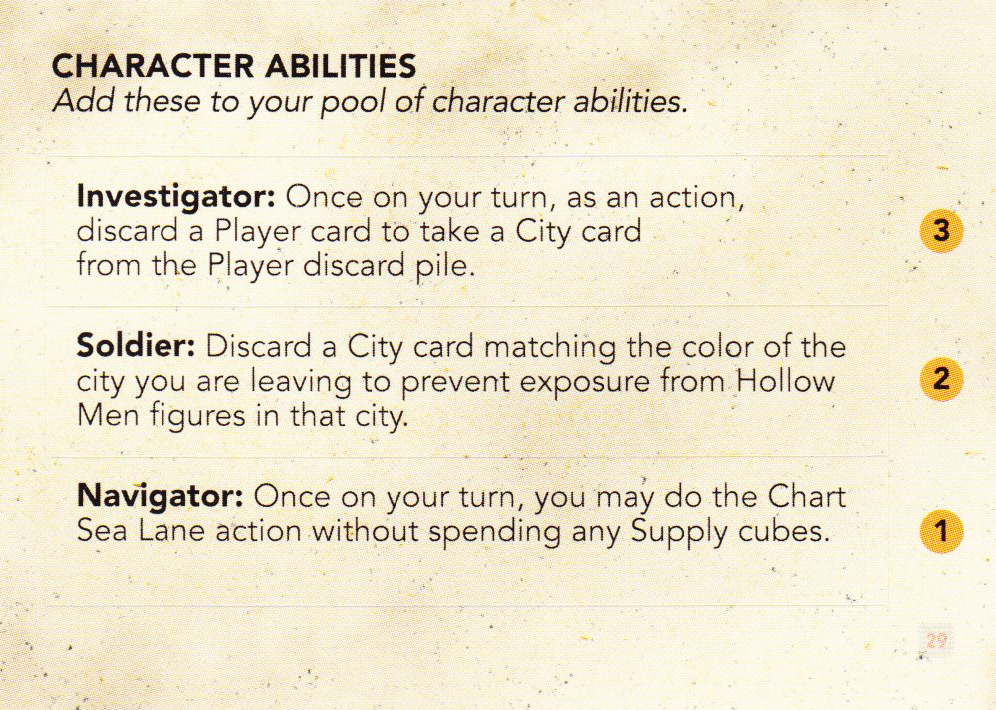 CHARACTER ABILITIES
Add these to your pool of character abilities.
Investigator: Once on your turn, as an action,
discard a Player card to take a City card
from the Player discard pile.
3
Soldier: Discard a City card matching the color of the
city you are leaving to prevent exposure from Hollow
Men figures in that city.
2
Navigator: Once on your turn, you may do the Chart
Sea Lane action without spending any Supply cubes.
1
29